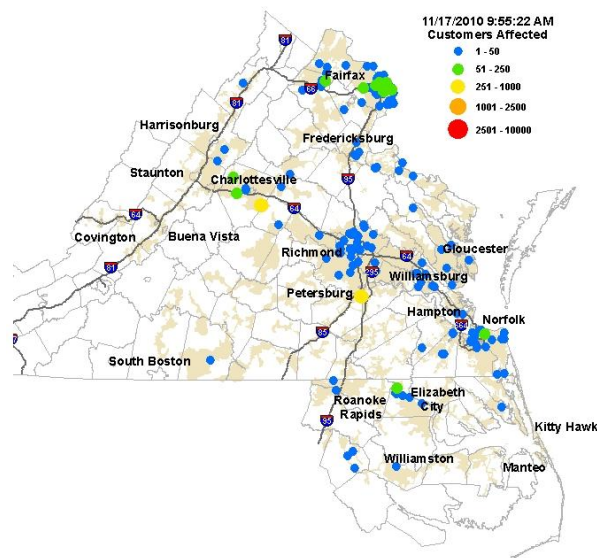 11/17/2010 9:55:22 AM
Customers Affected
1 - 50
51 - 250
251 - 1000
1001 - 2500
2501 - 10000
81
Fairfax
66
81
Harrisonburg
Fredericksburg
Staunton
Charlottesville
95
64
64
Covington
Buena Vista
Richmond
64
Gloucester
81
295
Williamsburg
Petersburg
Hampton
Norfolk
664
85
South Boston
Roanoke
Rapids
Elizabeth
City
95
Kitty Hawk
Williamston
Manteo